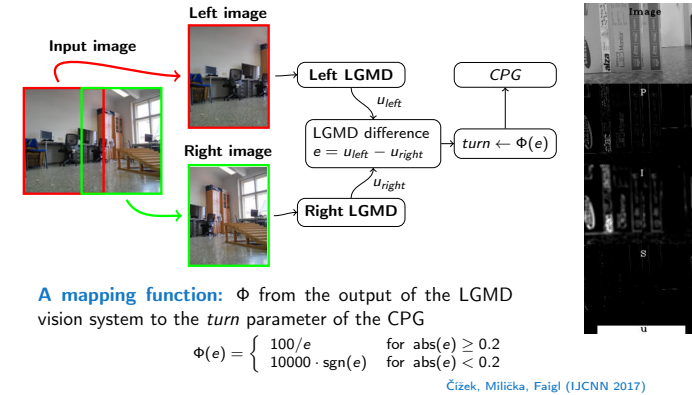 Left image
Input image
Left LGMD
CPG
u_left
LGMD difference
e = u_left − u_right
turn ← Φ(e)
Right image
u_right
Right LGMD
Image
alza
Monitor
P
I
S
u
A mapping function: Φ from the output of the LGMD
vision system to the turn parameter of the CPG
Φ(e) = { 100/e for abs(e) ≥ 0.2
10000 · sgn(e) for abs(e) < 0.2
Čížek, Milička, Faigl (IJCNN 2017)